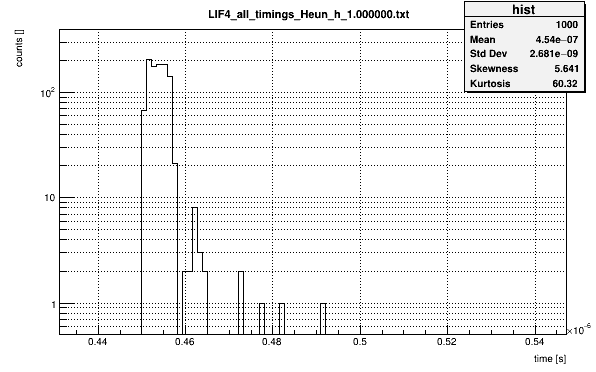 LIF4_all_timings_Heun_h_1.000000.txt
hist
Entries 1000
Mean 4.54e−07
Std Dev 2.681e−09
Skewness 5.641
Kurtosis 60.32
counts []
10²
10
1
0.44 0.46 0.48 0.5 0.52 0.54
×10⁻⁶
time [s]